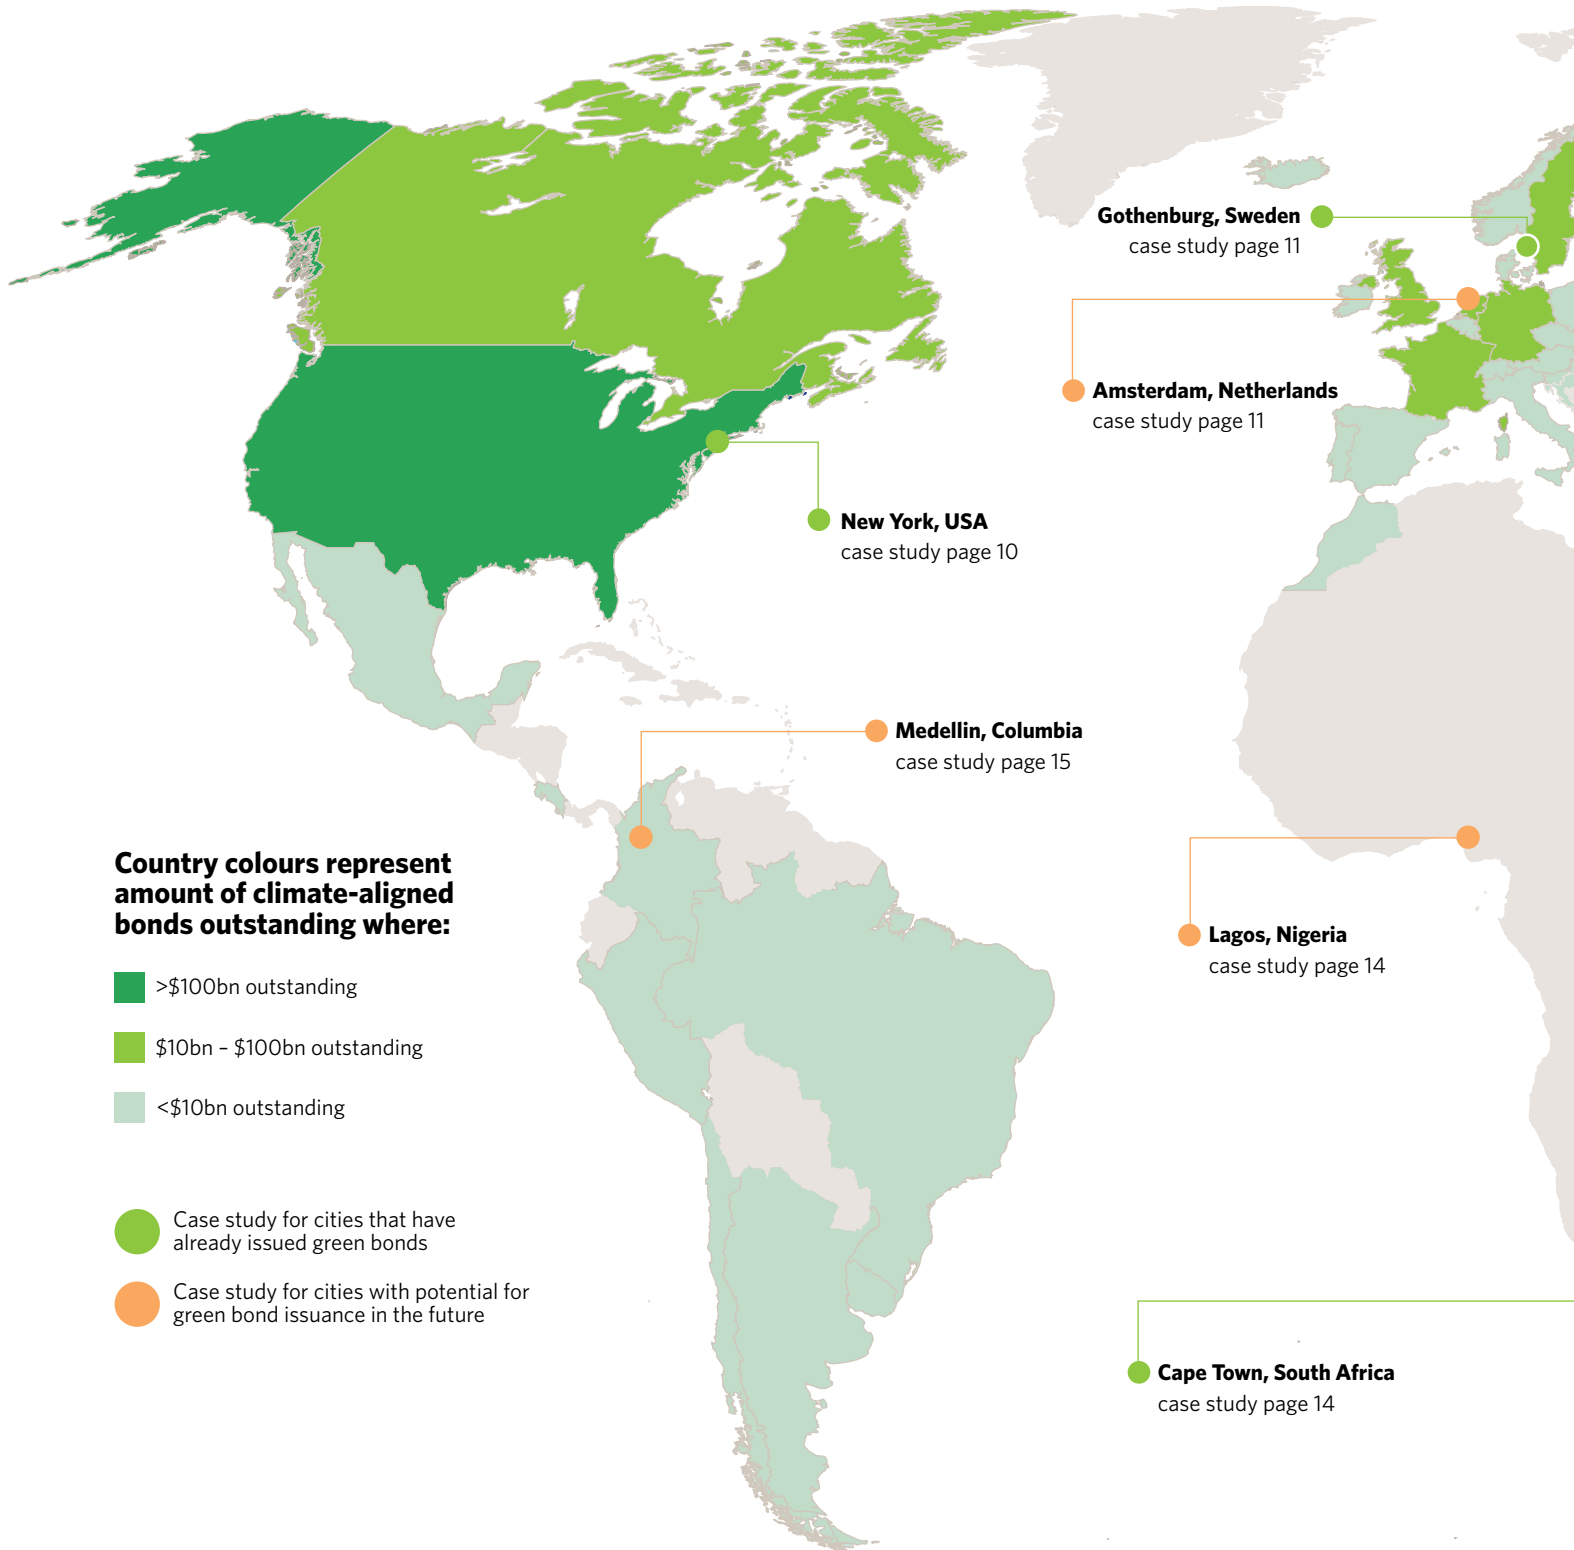 Gothenburg, Sweden
case study page 11
Amsterdam, Netherlands
case study page 11
New York, USA
case study page 10
Medellin, Columbia
case study page 15
Lagos, Nigeria
case study page 14
Cape Town, South Africa
case study page 14
Country colours represent
amount of climate-aligned
bonds outstanding where:
>$100bn outstanding
$10bn – $100bn outstanding
<$10bn outstanding
Case study for cities that have
already issued green bonds
Case study for cities with potential for
green bond issuance in the future